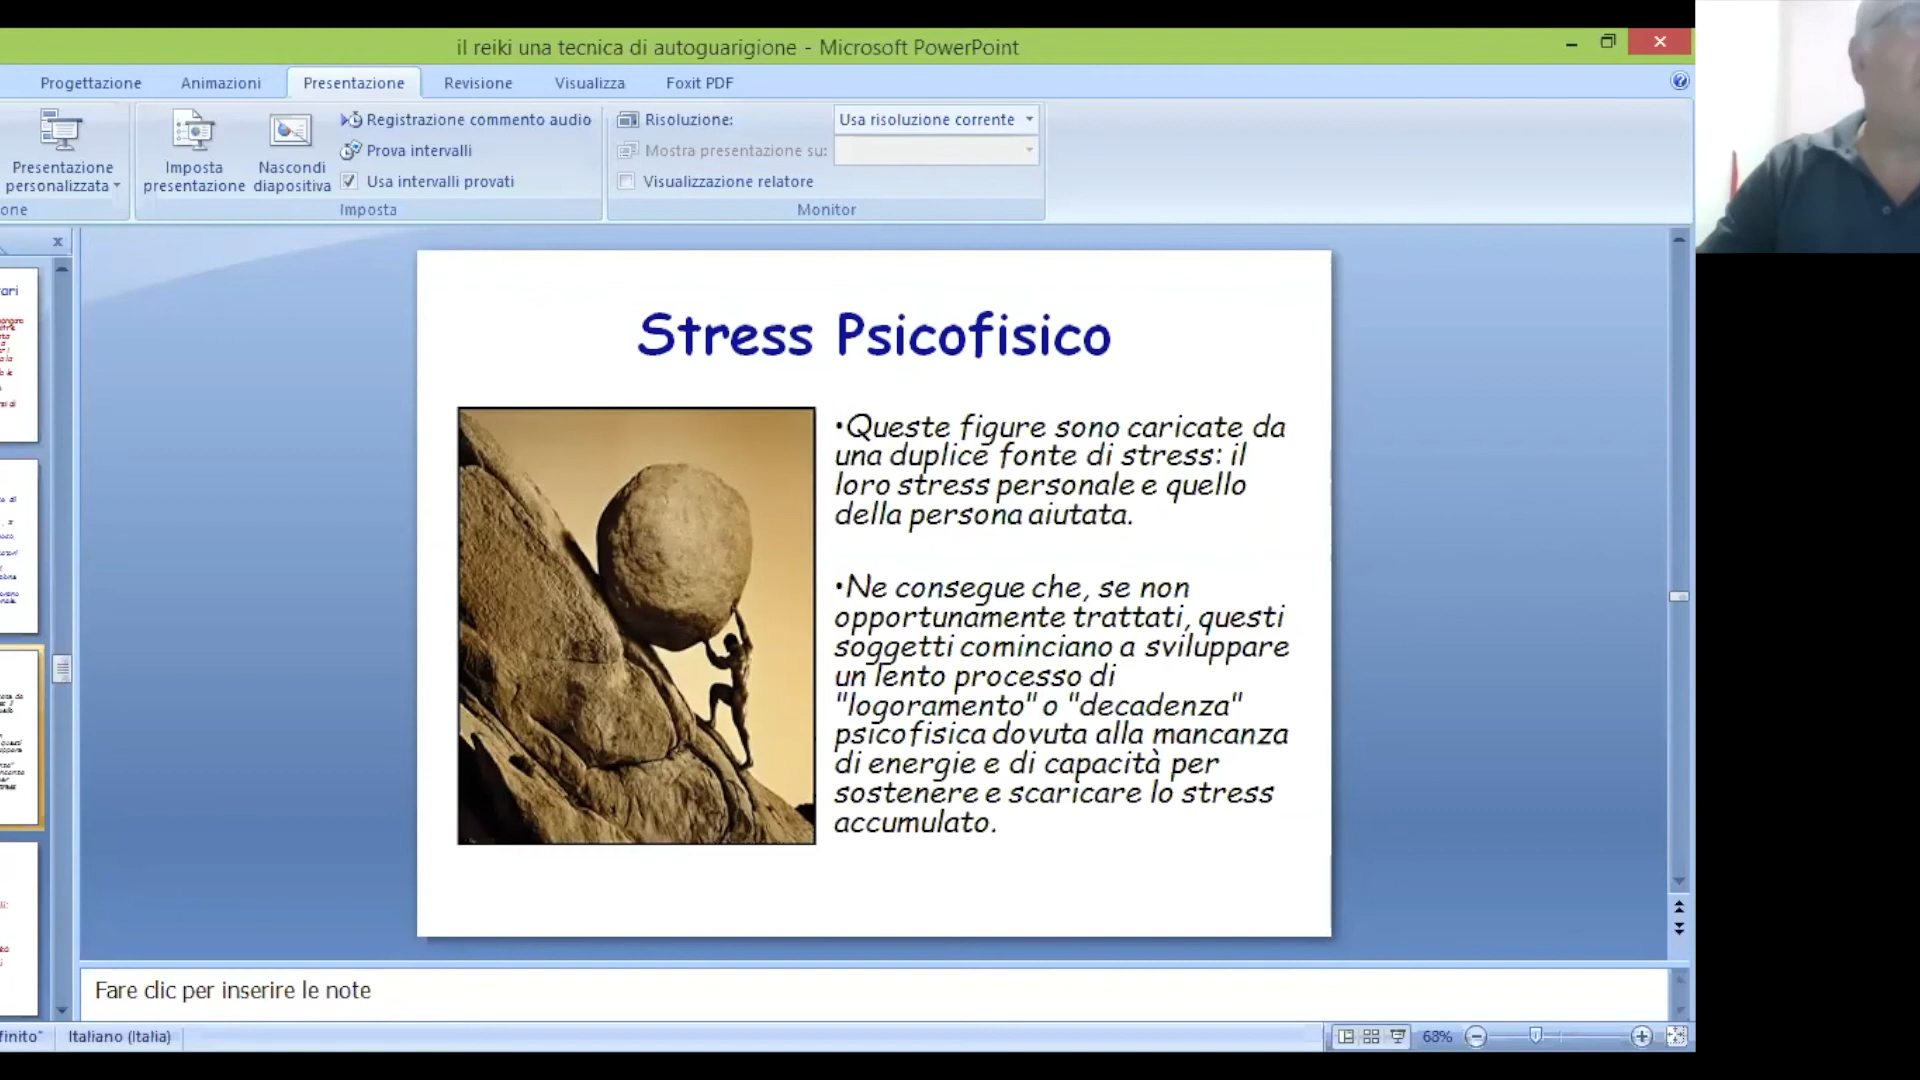 il reiki una tecnica di autoguarigione - Microsoft PowerPoint
Progettazione Animazioni Presentazione Revisione Visualizza Foxit PDF
Presentazione
personalizzata
Imposta
presentazione
Nascondi
diapositiva
Registrazione commento audio
Prova intervalli
Usa intervalli provati
Risoluzione: Usa risoluzione corrente
Mostra presentazione su:
Visualizzazione relatore
one Imposta Monitor
Stress Psicofisico
•Queste figure sono caricate da
una duplice fonte di stress: il
loro stress personale e quello
della persona aiutata.
•Ne consegue che, se non
opportunamente trattati, questi
soggetti cominciano a sviluppare
un lento processo di
"logoramento" o "decadenza"
psicofisica dovuta alla mancanza
di energie e di capacità per
sostenere e scaricare lo stress
accumulato.
Fare clic per inserire le note
finito" Italiano (Italia) 68%